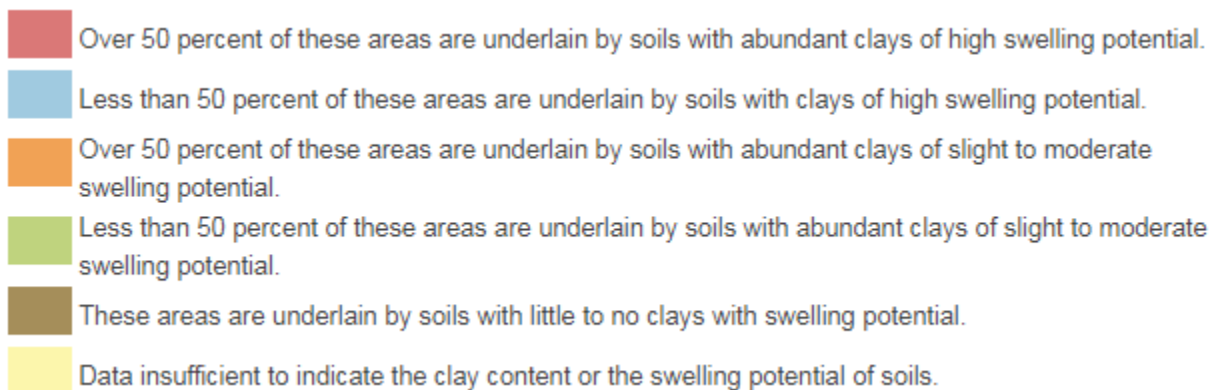 Over 50 percent of these areas are underlain by soils with abundant clays of high swelling potential.
Less than 50 percent of these areas are underlain by soils with clays of high swelling potential.
Over 50 percent of these areas are underlain by soils with abundant clays of slight to moderate
swelling potential.
Less than 50 percent of these areas are underlain by soils with abundant clays of slight to moderate
swelling potential.
These areas are underlain by soils with little to no clays with swelling potential.
Data insufficient to indicate the clay content or the swelling potential of soils.